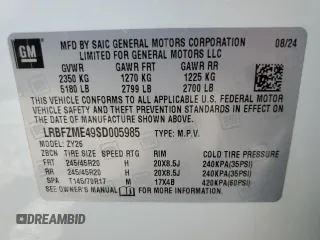 GM
MFD BY SAIC GENERAL MOTORS CORPORATION
LIMITED FOR GENERAL MOTORS LLC
08/24
GVWR GAWR FRT GAWR RR
2350 KG 1270 KG 1225 KG
5180 LB 2799 LB 2700 LB
THIS VEHICLE CONFORMS TO ALL APPLICABLE U.S. FEDERAL MOTOR
VEHICLE SAFETY AND THEFT PREVENTION STANDARDS IN EFFECT
ON THE DATE OF MANUFACTURE SHOWN ABOVE.
LRBFZME49SD005985 TYPE: M.P.V.
MODEL: ZY26
ZBCN TIRE SIZE SPEED RTG RIM COLD TIRE PRESSURE
FRT 245/45R20 H 20X8.5J 240KPA(35PSI)
RR 245/45R20 H 20X8.5J 240KPA(35PSI)
SPA T145/70R17 M 17X4B 420KPA(60PSI)
SEE OWNER'S MANUAL FOR ADDITIONAL INFORMATION
© DREAMBID